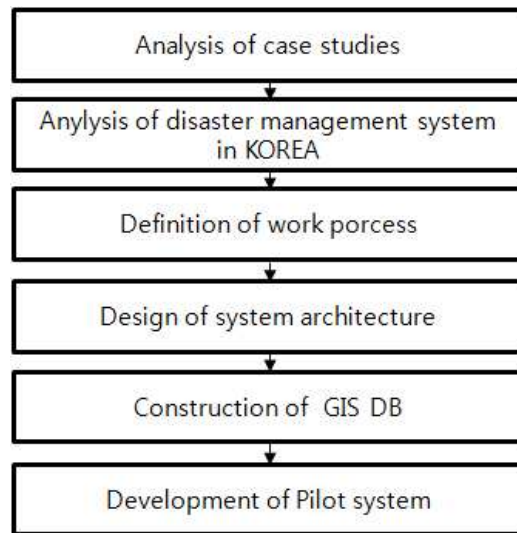 Analysis of case studies
Anylysis of disaster management system
in KOREA
Definition of work porcess
Design of system architecture
Construction of GIS DB
Development of Pilot system